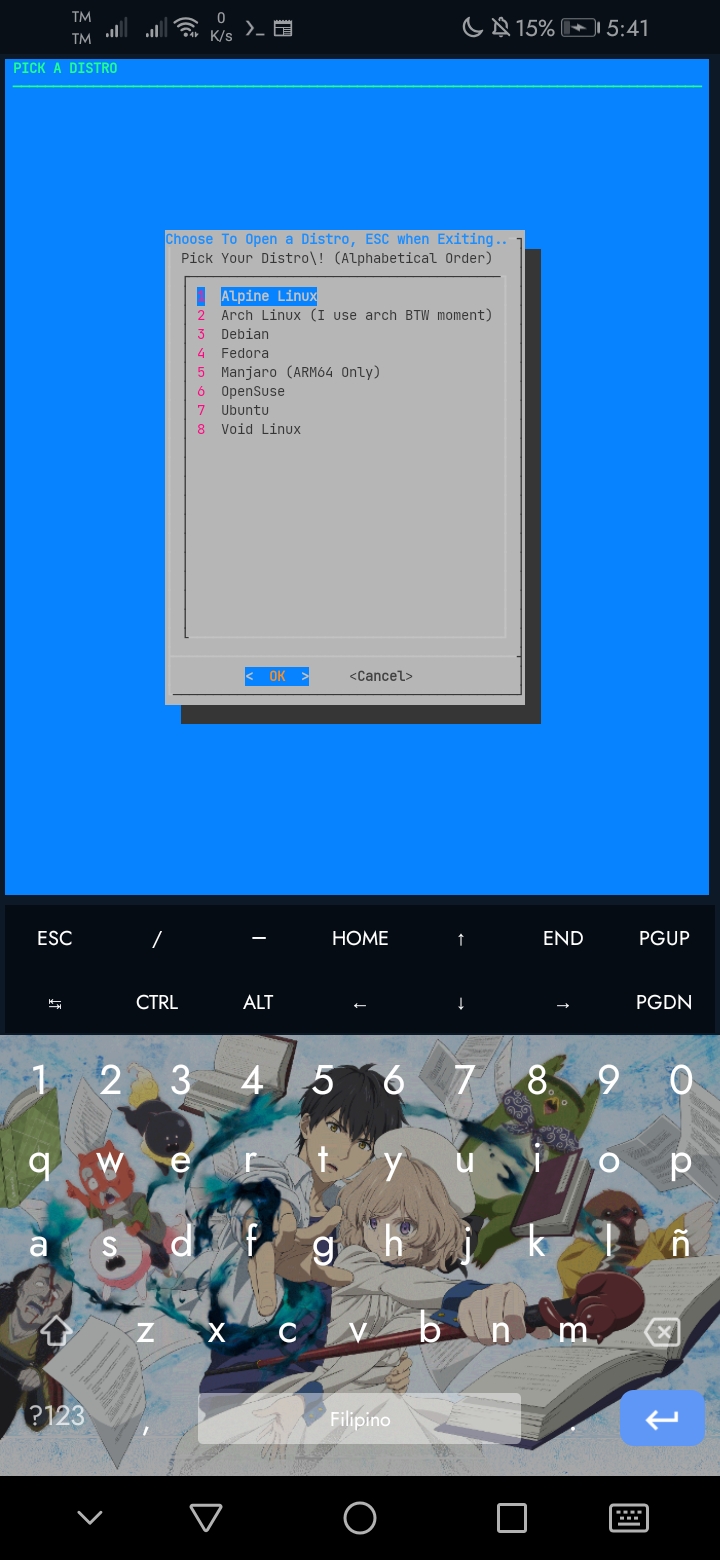 TM
TM
0
K/s
15%
5:41
PICK A DISTRO
Choose To Open a Distro, ESC when Exiting..
Pick Your Distro\! (Alphabetical Order)
1 Alpine Linux
2 Arch Linux (I use arch BTW moment)
3 Debian
4 Fedora
5 Manjaro (ARM64 Only)
6 OpenSuse
7 Ubuntu
8 Void Linux
< OK > <Cancel>
ESC / — HOME ↑ END PGUP
↹ CTRL ALT ← ↓ → PGDN
1 2 3 4 5 6 7 8 9 0
q w e r t y u i o p
a s d f g h j k l ñ
z x c v b n m
?123 , Filipino .